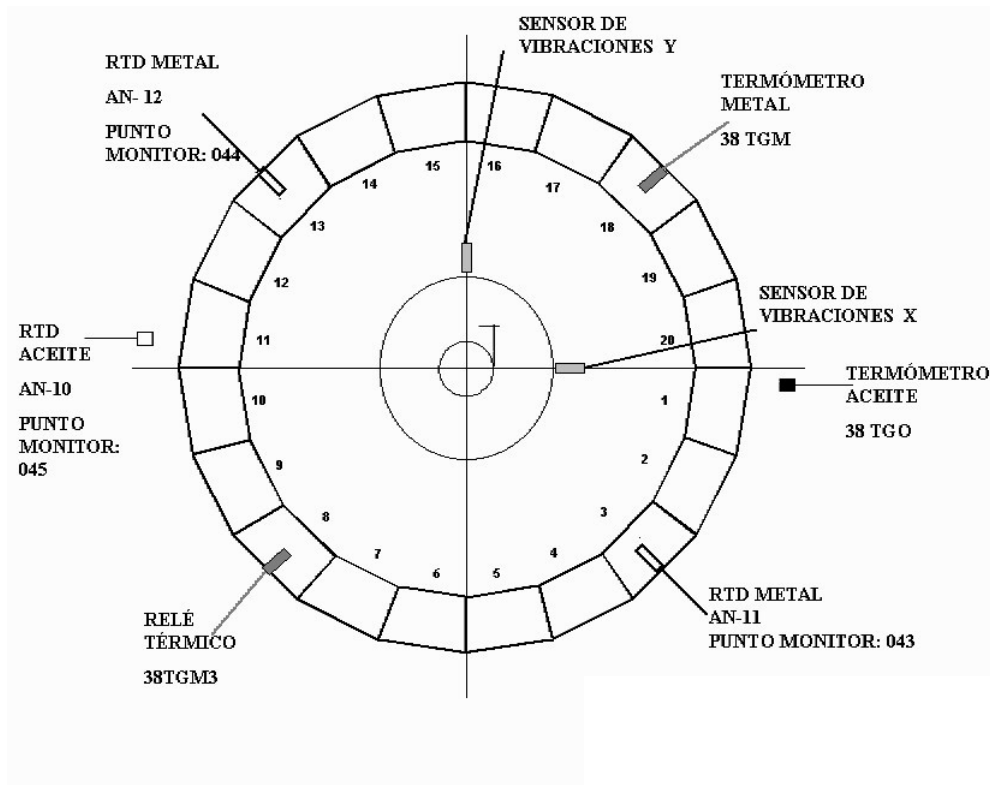 SENSOR DE
VIBRACIONES Y
RTD METAL
AN- 12
PUNTO
MONITOR: 044
TERMÓMETRO
METAL
38 TGM
15
16
14
17
13
18
12
19
SENSOR DE
VIBRACIONES X
RTD
ACEITE
AN-10
PUNTO
MONITOR:
045
11
20
10
1
TERMÓMETRO
ACEITE
38 TGO
9
2
8
3
7
4
6
5
RTD METAL
AN-11
PUNTO MONITOR: 043
RELÉ
TÉRMICO
38TGM3